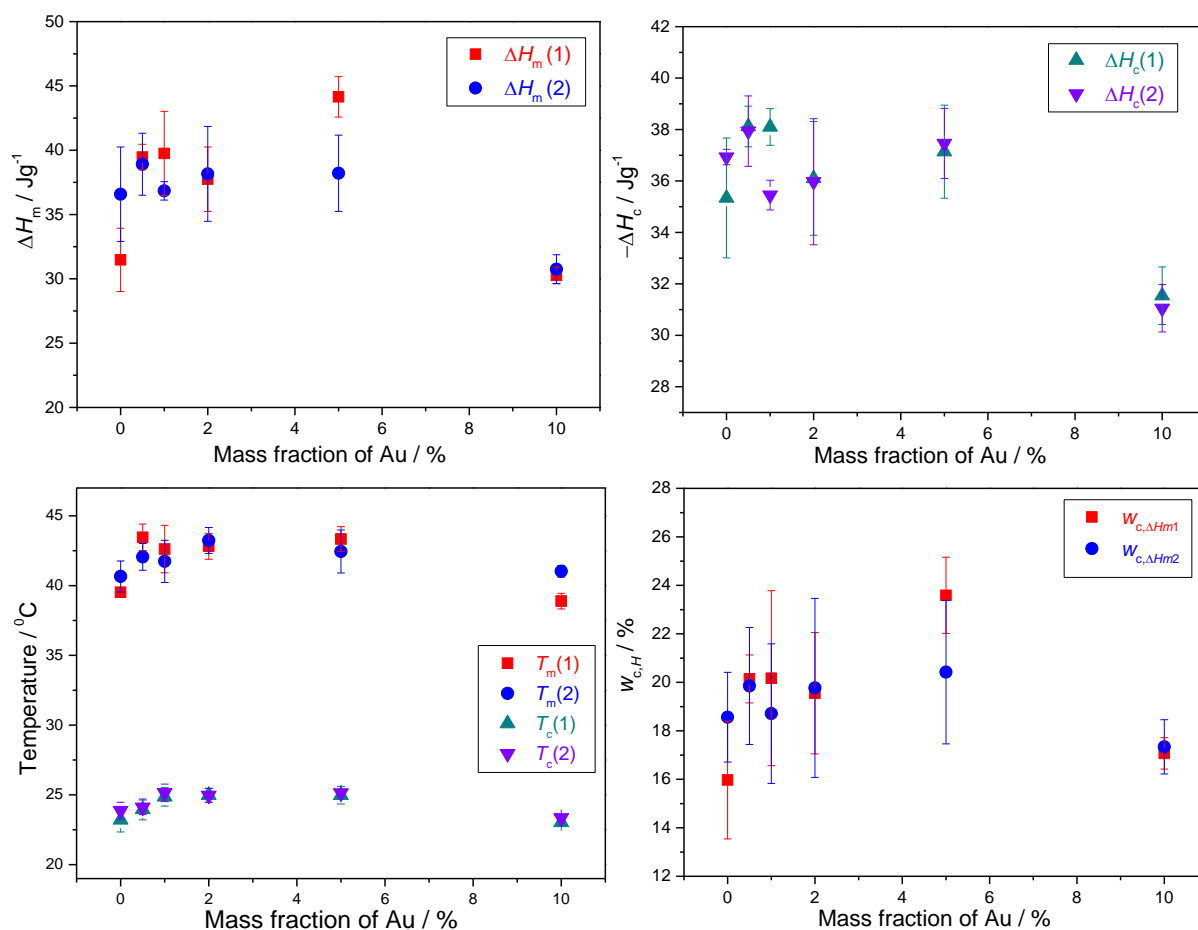 50
45
40
35
30
25
20
ΔHm / Jg-1
ΔHm (1)
ΔHm (2)
0 2 4 6 8 10
Mass fraction of Au / %
42
40
38
36
34
32
30
28
−ΔHc / Jg-1
ΔHc(1)
ΔHc(2)
0 2 4 6 8 10
Mass fraction of Au / %
50
45
40
35
30
25
20
Temperature / 0C
Tm(1)
Tm(2)
Tc(1)
Tc(2)
0 2 4 6 8 10
Mass fraction of Au / %
28
26
24
22
20
18
16
14
12
wc,H / %
wc,ΔHm1
wc,ΔHm2
0 2 4 6 8 10
Mass fraction of Au / %